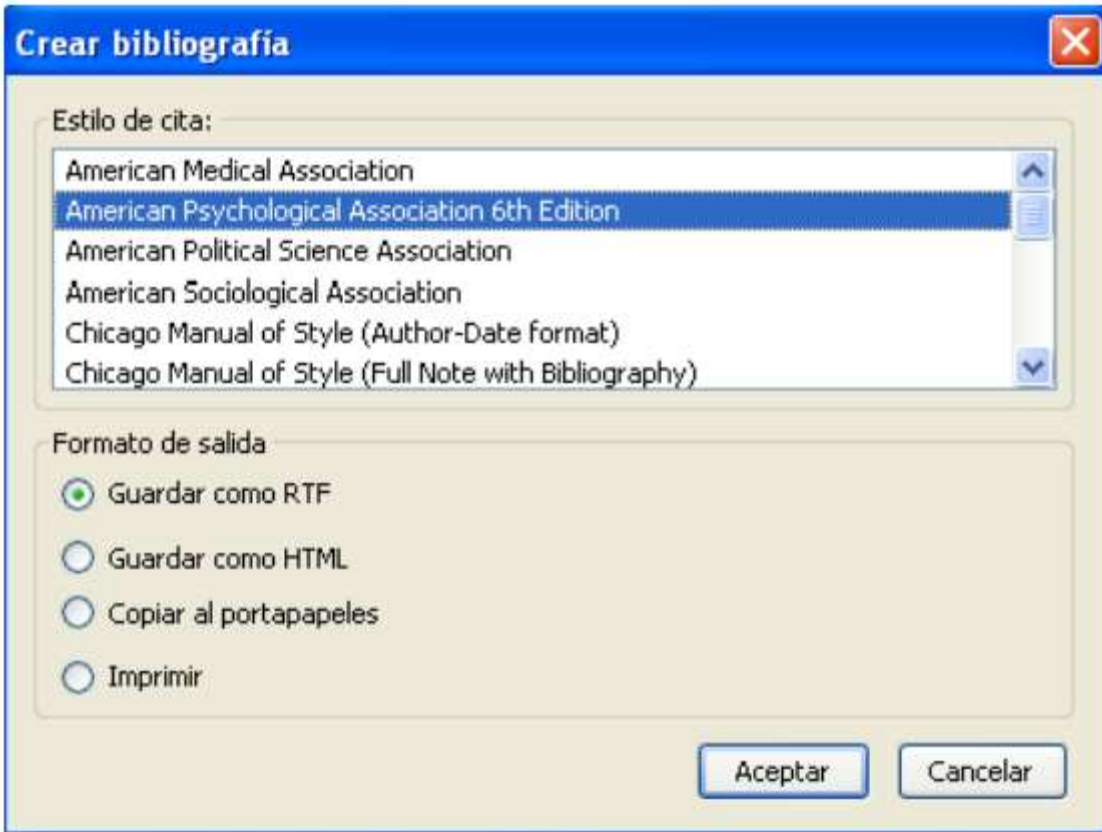 Crear bibliografía
Estilo de cita:
American Medical Association
American Psychological Association 6th Edition
American Political Science Association
American Sociological Association
Chicago Manual of Style (Author-Date format)
Chicago Manual of Style (Full Note with Bibliography)
Formato de salida
Guardar como RTF
Guardar como HTML
Copiar al portapapeles
Imprimir
Aceptar Cancelar